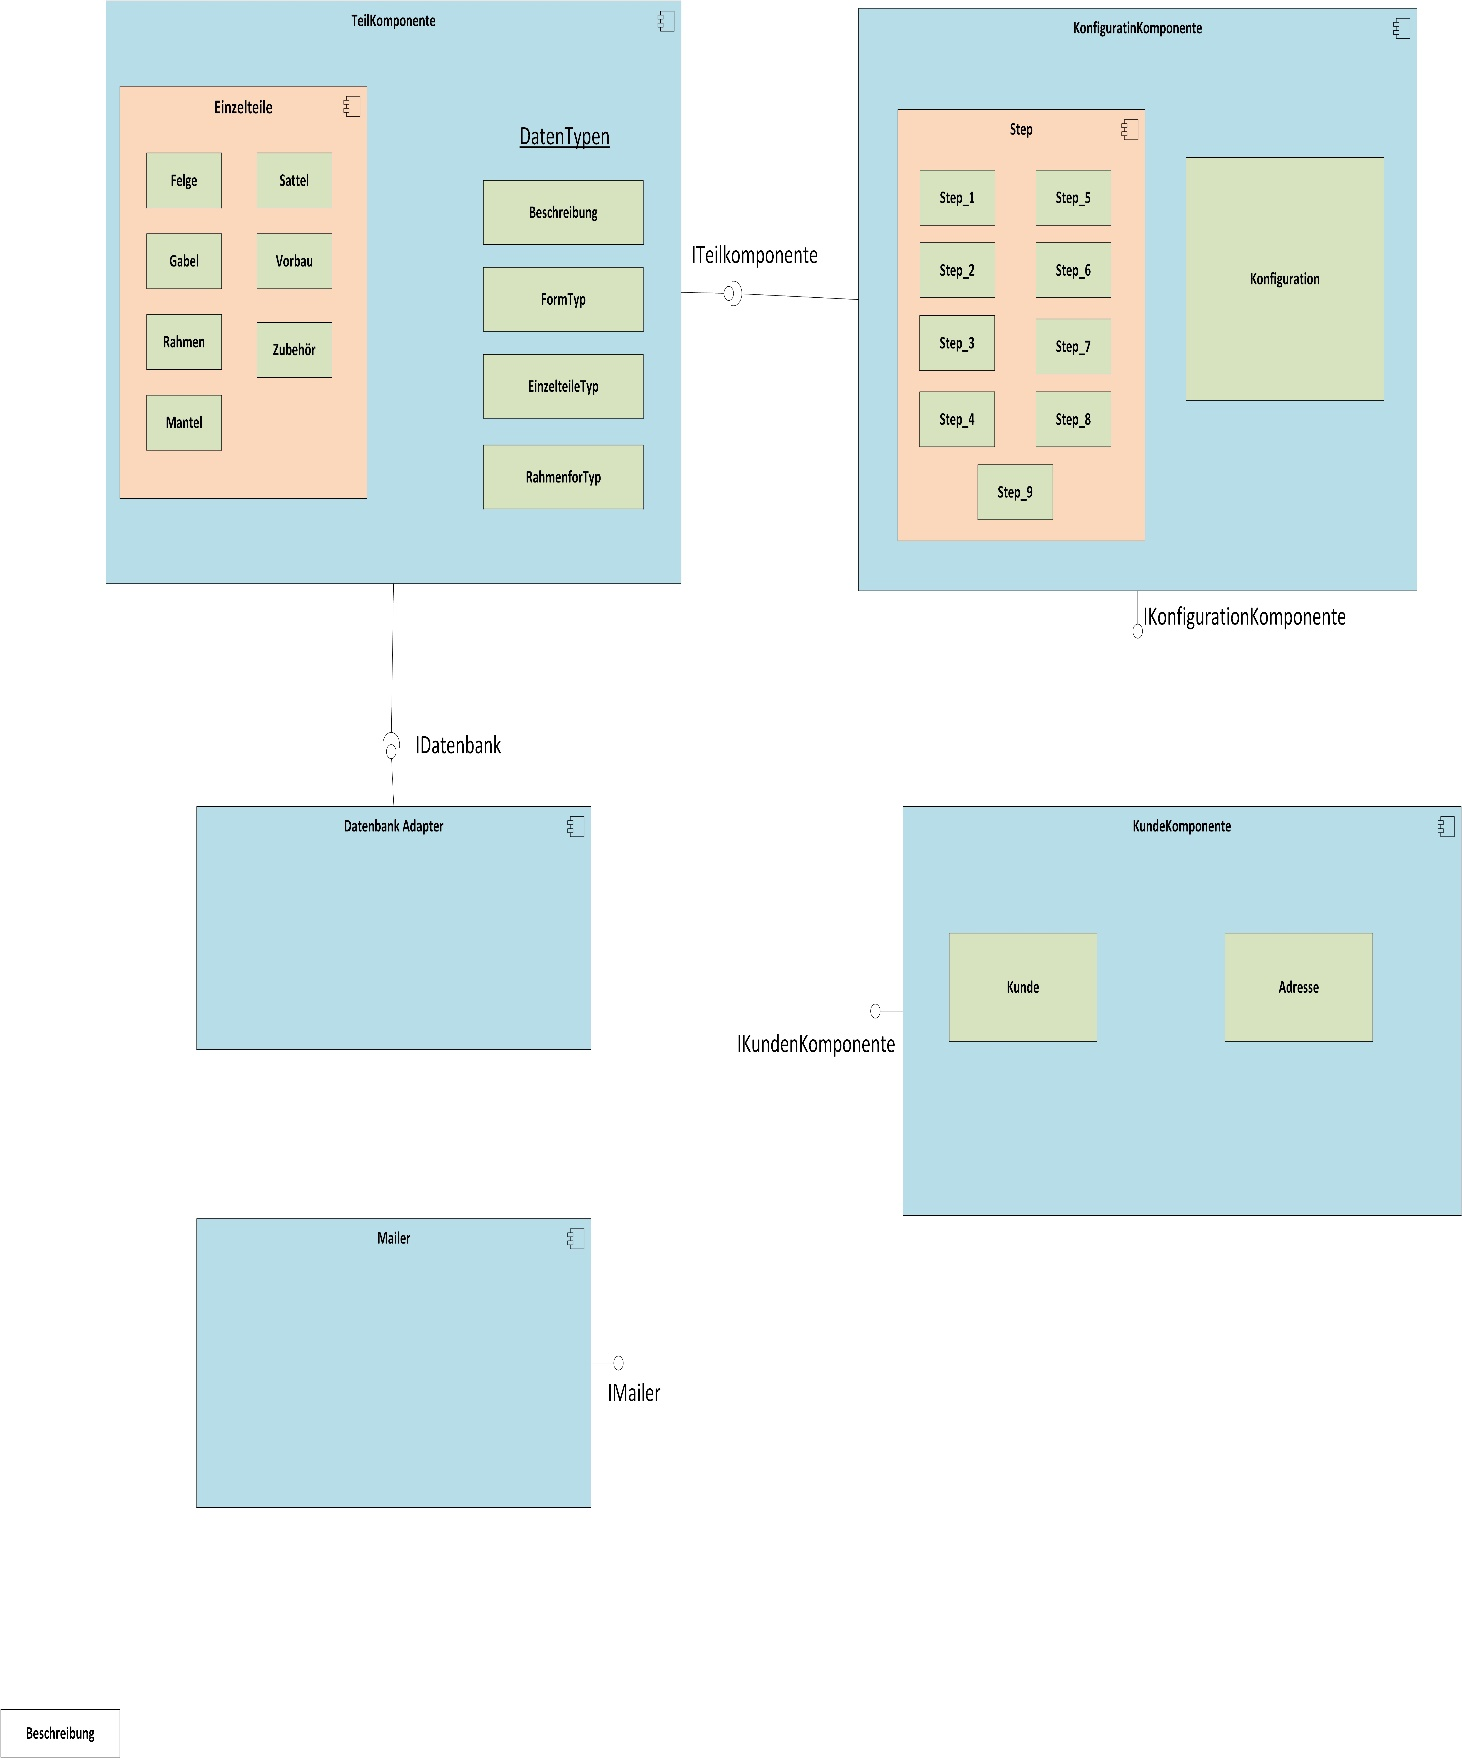 TeilKomponente
Einzelteile
Felge
Sattel
Gabel
Vorbau
Rahmen
Zubehör
Mantel
DatenTypen
Beschreibung
FormTyp
EinzelteileTyp
RahmenforTyp
ITeilkomponente
KonfiguratinKomponente
Step
Step_1
Step_5
Step_2
Step_6
Step_3
Step_7
Step_4
Step_8
Step_9
Konfiguration
IKonfigurationKomponente
IDatenbank
Datenbank Adapter
KundeKomponente
Kunde
Adresse
IKundenKomponente
Mailer
IMailer
Beschreibung